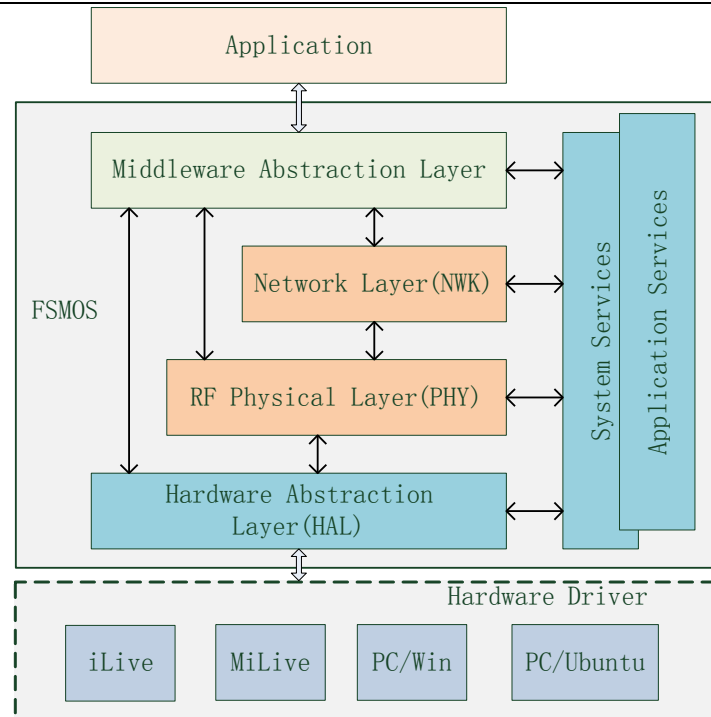 Application
Middleware Abstraction Layer
Network Layer(NWK)
FSMOS
RF Physical Layer(PHY)
Hardware Abstraction
Layer(HAL)
System Services
Application Services
Hardware Driver
iLive
MiLive
PC/Win
PC/Ubuntu